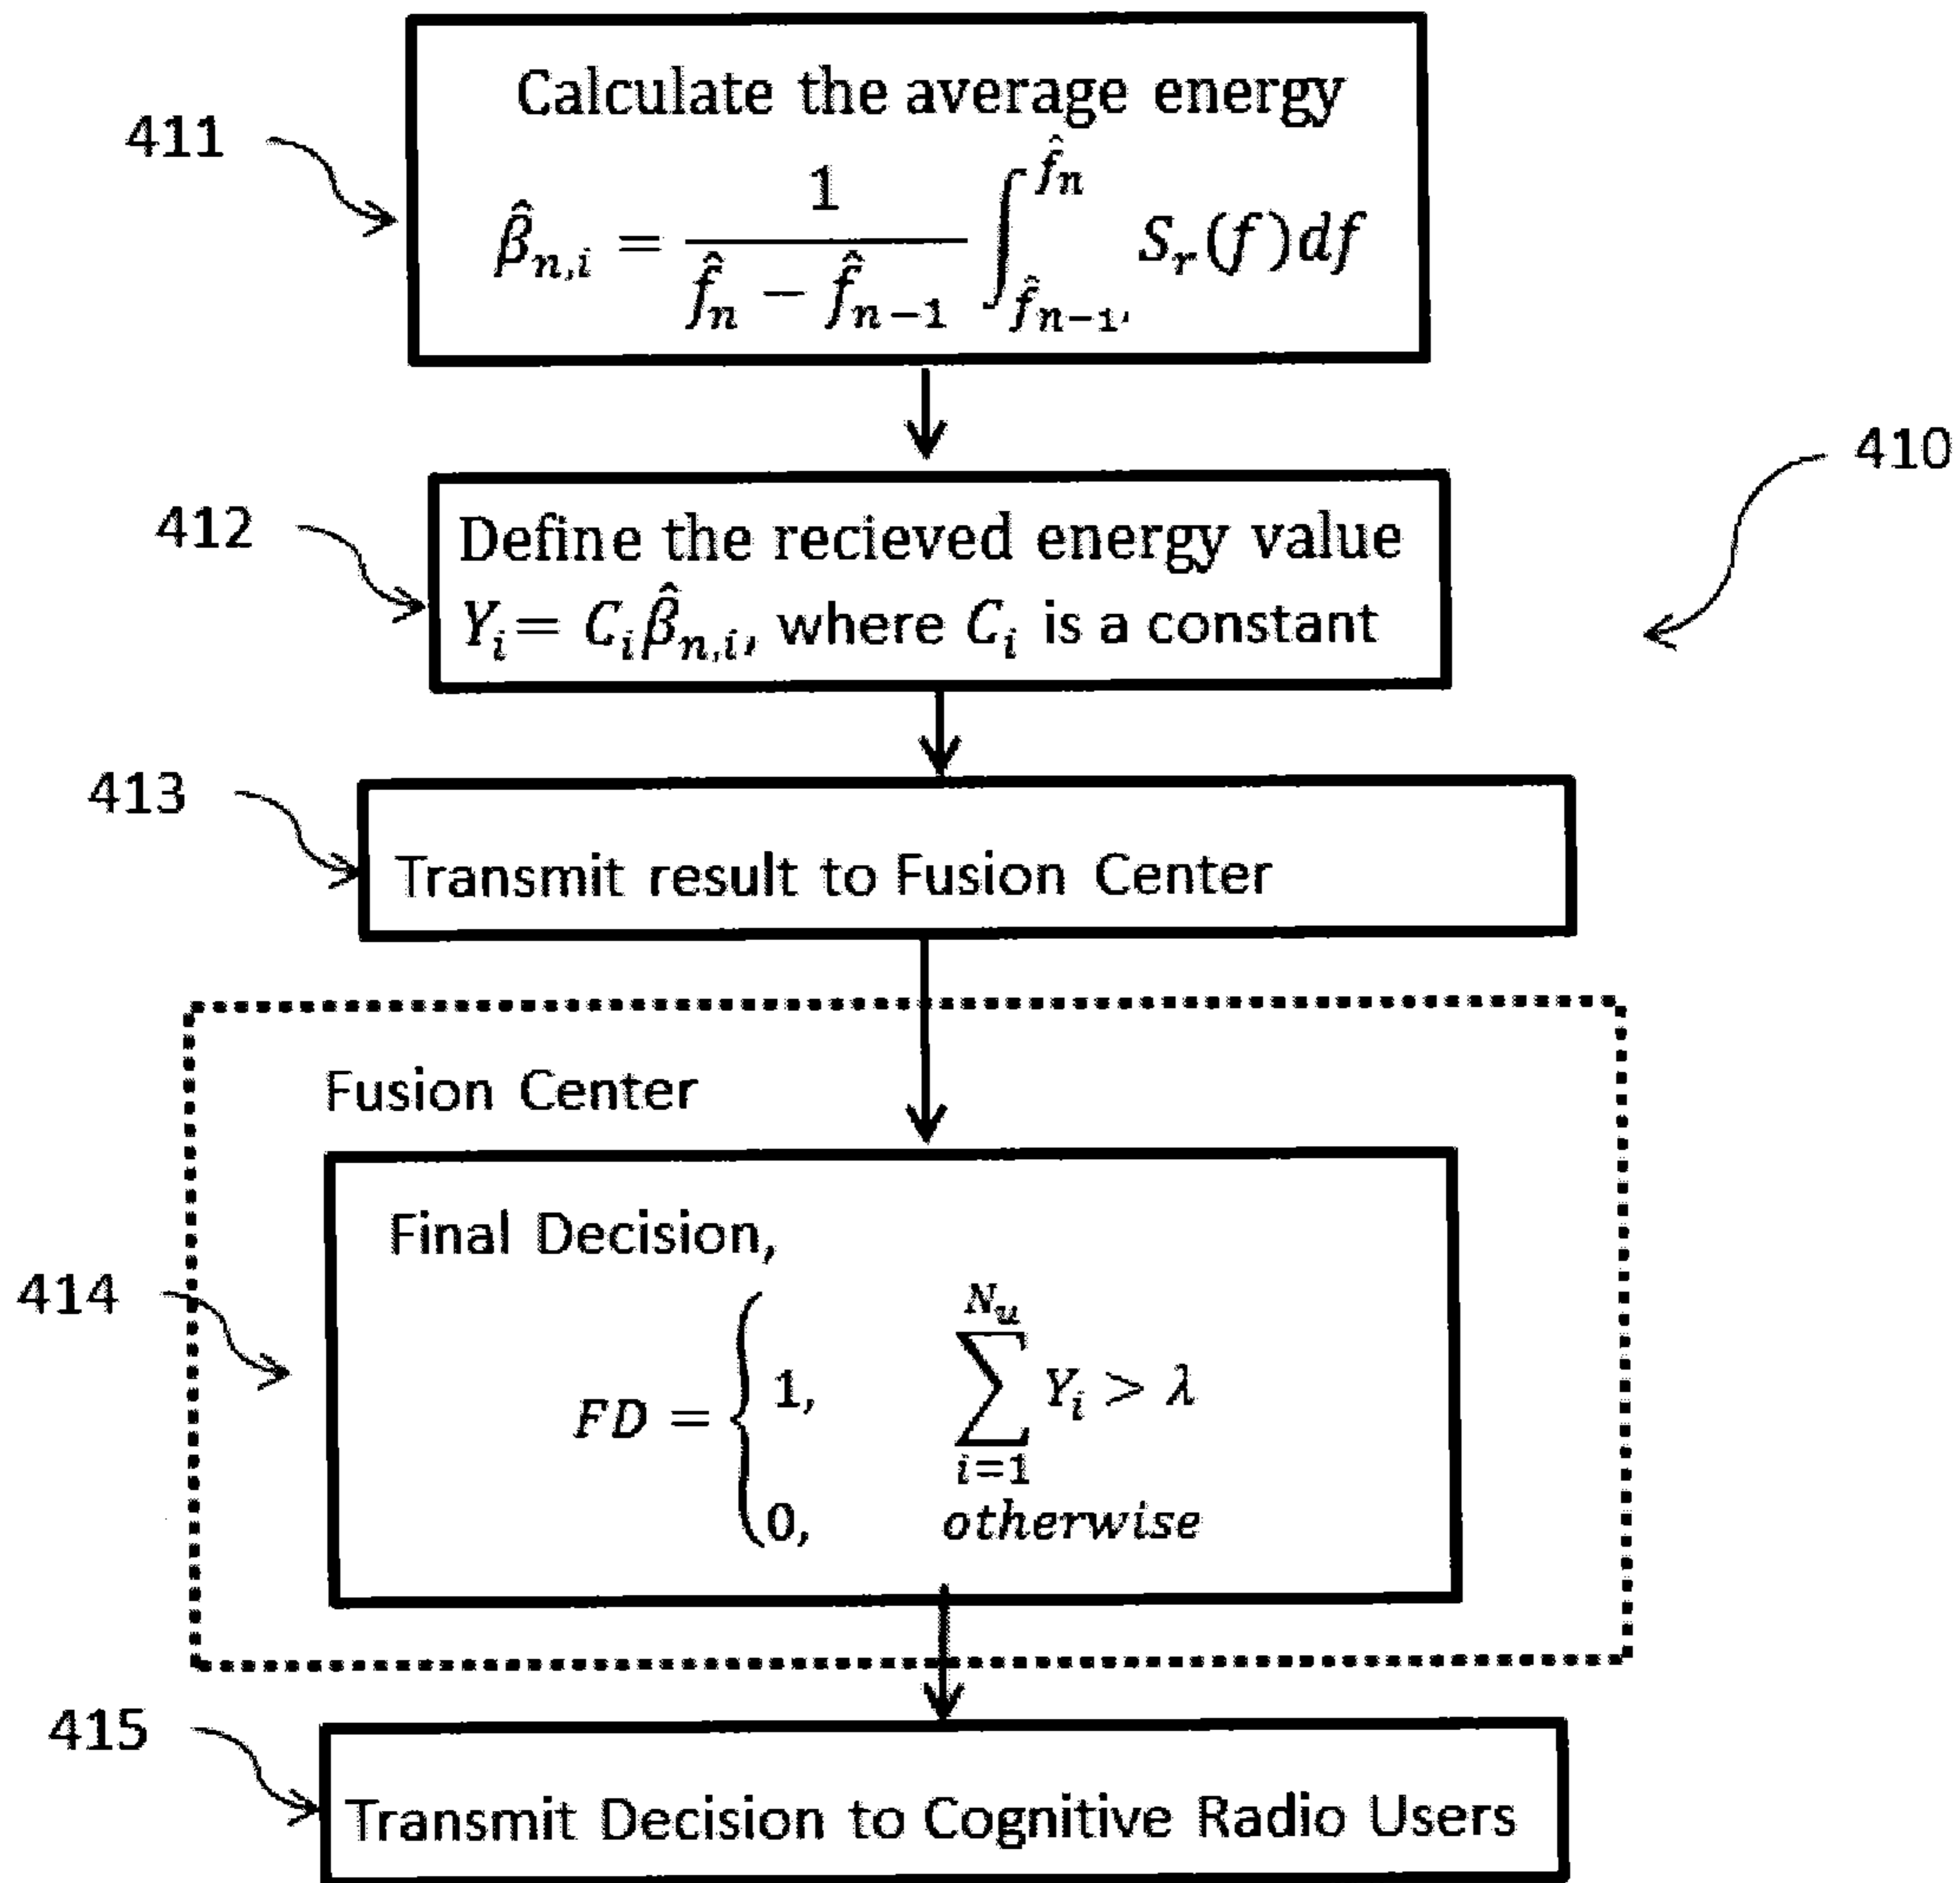 Calculate the average energy
411
β̂n,i = 1 / (f̂n − f̂n−1) ∫ f̂n−1, f̂n Sr(f)df
410
412
Define the recieved energy value
Yi = Ci β̂n,i, where Ci is a constant
413
Transmit result to Fusion Center
Fusion Center
Final Decision,
414
FD = { 1, ∑ i=1 Nu Yi > λ
0, otherwise
415
Transmit Decision to Cognitive Radio Users